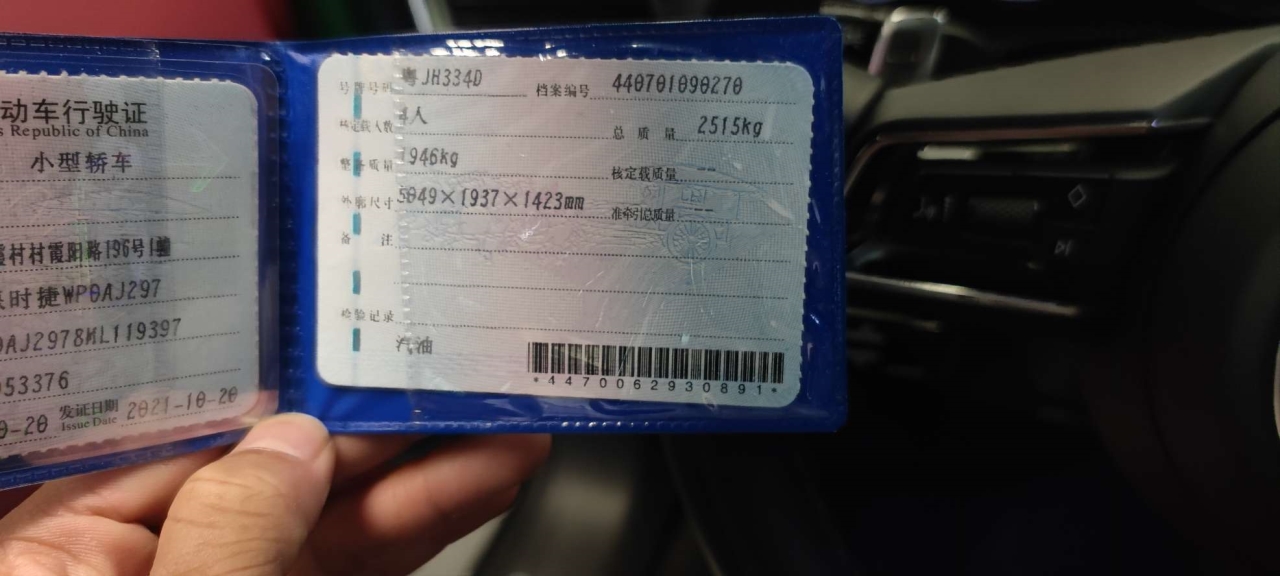 动车行驶证
Republic of China
小型轿车
村村霞阳路196号1幢
时捷WP0AJ297
AJ2978ML119397
53376
0-20 发证日期 2021-10-20
Issue Date
号牌号码 粤JH334D 档案编号 440701090270
核定载人数 4人 总质量 2515kg
整备质量 1946kg 核定载质量 --
外廓尺寸 5049×1937×1423mm 准牵引总质量 --
备注
检验记录
汽油
*4470062930891*